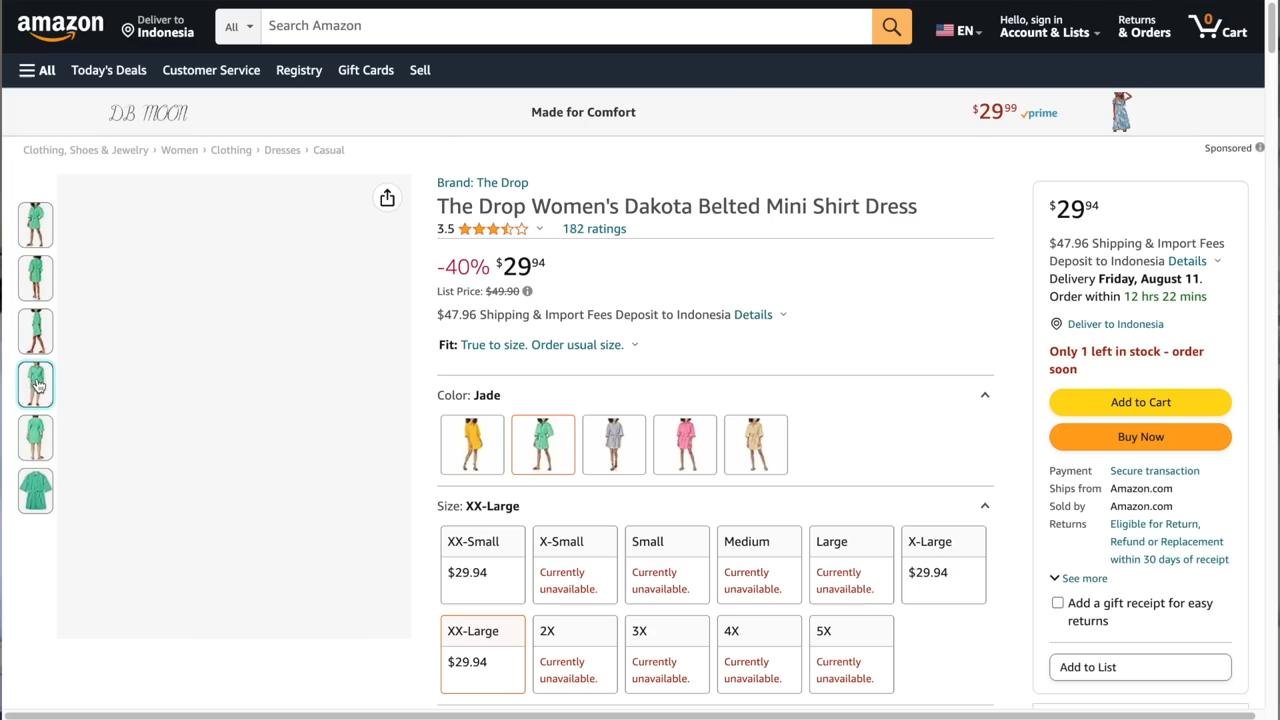 amazon
Deliver to
Indonesia
All
Search Amazon
EN
Hello, sign in
Account & Lists
Returns
& Orders
0
Cart
All
Today's Deals
Customer Service
Registry
Gift Cards
Sell
DB MOON
Made for Comfort
$29 99
prime
Clothing, Shoes & Jewelry › Women › Clothing › Dresses › Casual
Sponsored
Brand: The Drop
The Drop Women's Dakota Belted Mini Shirt Dress
3.5
182 ratings
-40% $29 94
List Price: $49.90
$47.96 Shipping & Import Fees Deposit to Indonesia Details
Fit: True to size. Order usual size.
Color: Jade
Size: XX-Large
XX-Small
$29.94
X-Small
Currently
unavailable.
Small
Currently
unavailable.
Medium
Currently
unavailable.
Large
Currently
unavailable.
X-Large
$29.94
XX-Large
$29.94
2X
Currently
unavailable.
3X
Currently
unavailable.
4X
Currently
unavailable.
5X
Currently
unavailable.
$29 94
$47.96 Shipping & Import Fees
Deposit to Indonesia Details
Delivery Friday, August 11.
Order within 12 hrs 22 mins
Deliver to Indonesia
Only 1 left in stock - order
soon
Add to Cart
Buy Now
Payment Secure transaction
Ships from Amazon.com
Sold by Amazon.com
Returns Eligible for Return,
Refund or Replacement
within 30 days of receipt
See more
Add a gift receipt for easy
returns
Add to List